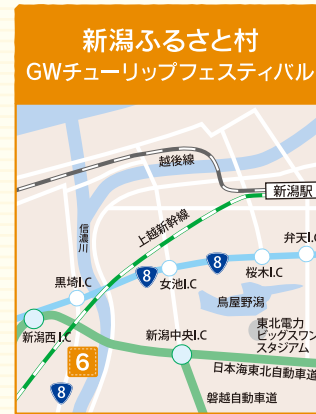 新潟ふるさと村
GWチューリップフェスティバル
越後線
新潟駅
信濃川
上越新幹線
弁天I.C
8
8
黒埼I.C
女池I.C
桜木I.C
鳥屋野潟
新潟西I.C
新潟中央I.C
東北電力
ビッグスワン
スタジアム
6
日本海東北自動車道
8
磐越自動車道